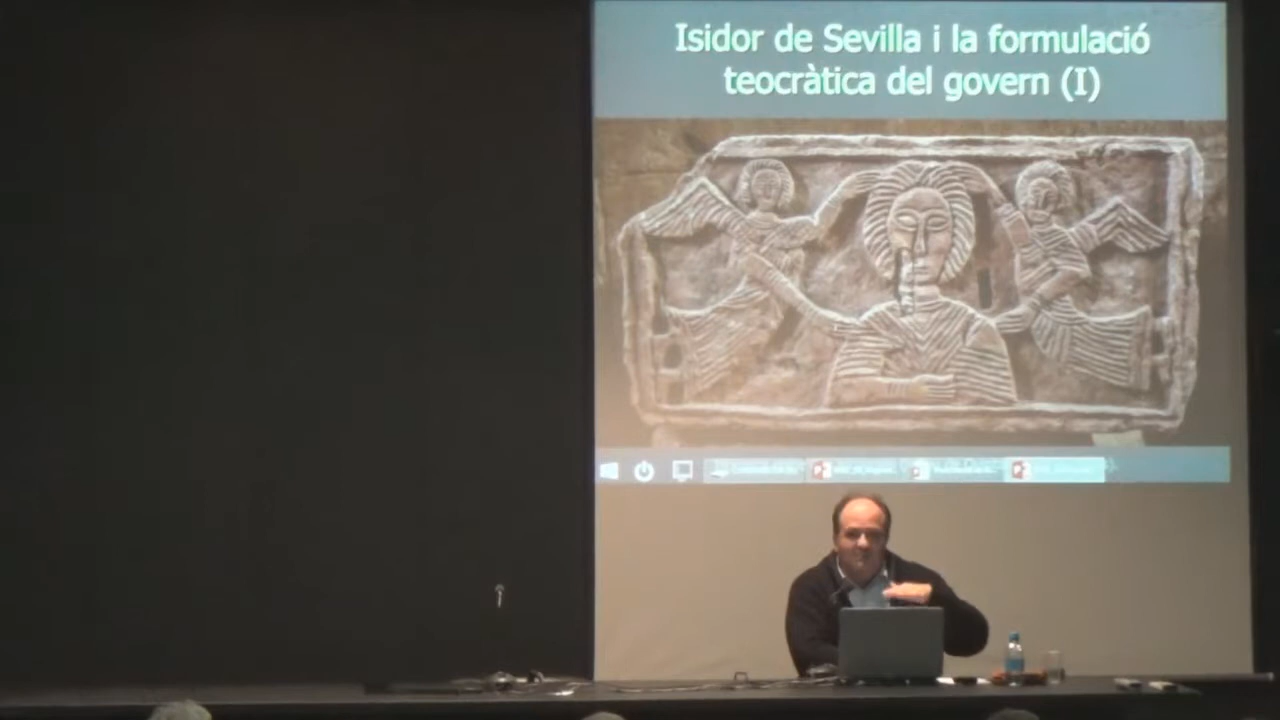 Isidor de Sevilla i la formulació
teocràtica del govern (I)